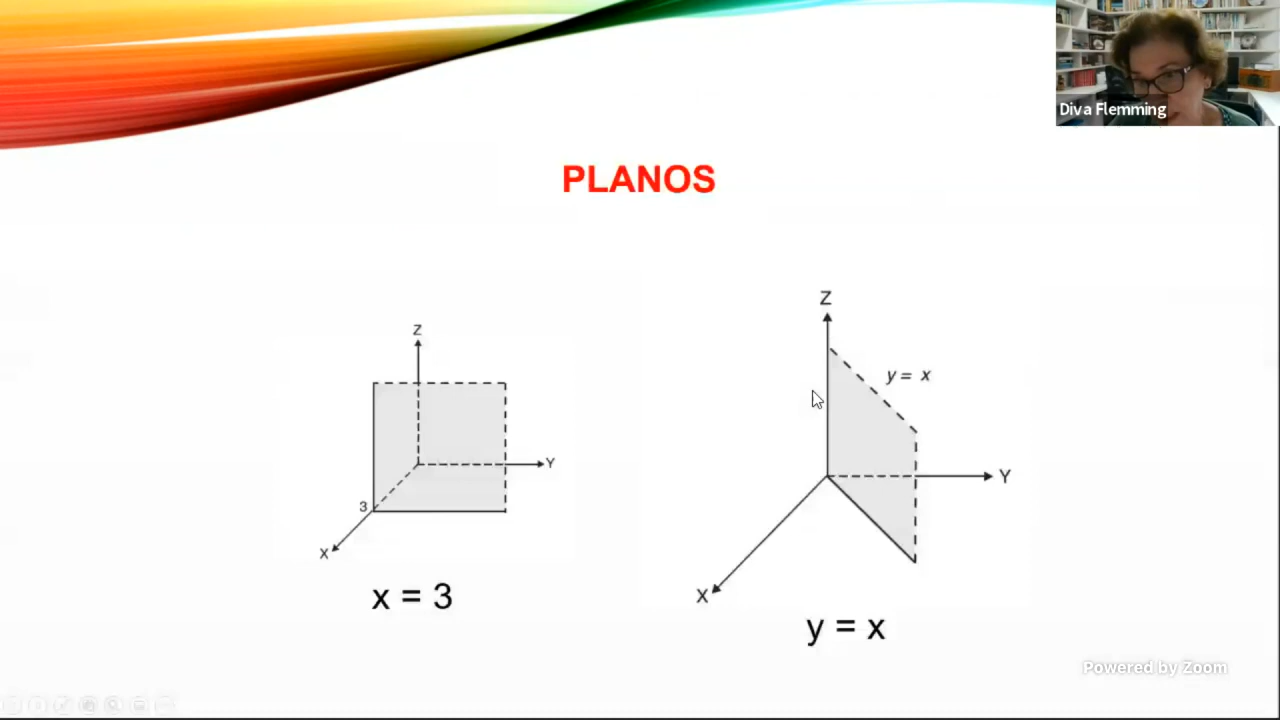 Diva Flemming
PLANOS
Z
Y
3
X
x = 3
Z
y = x
Y
X
y = x
Powered by Zoom